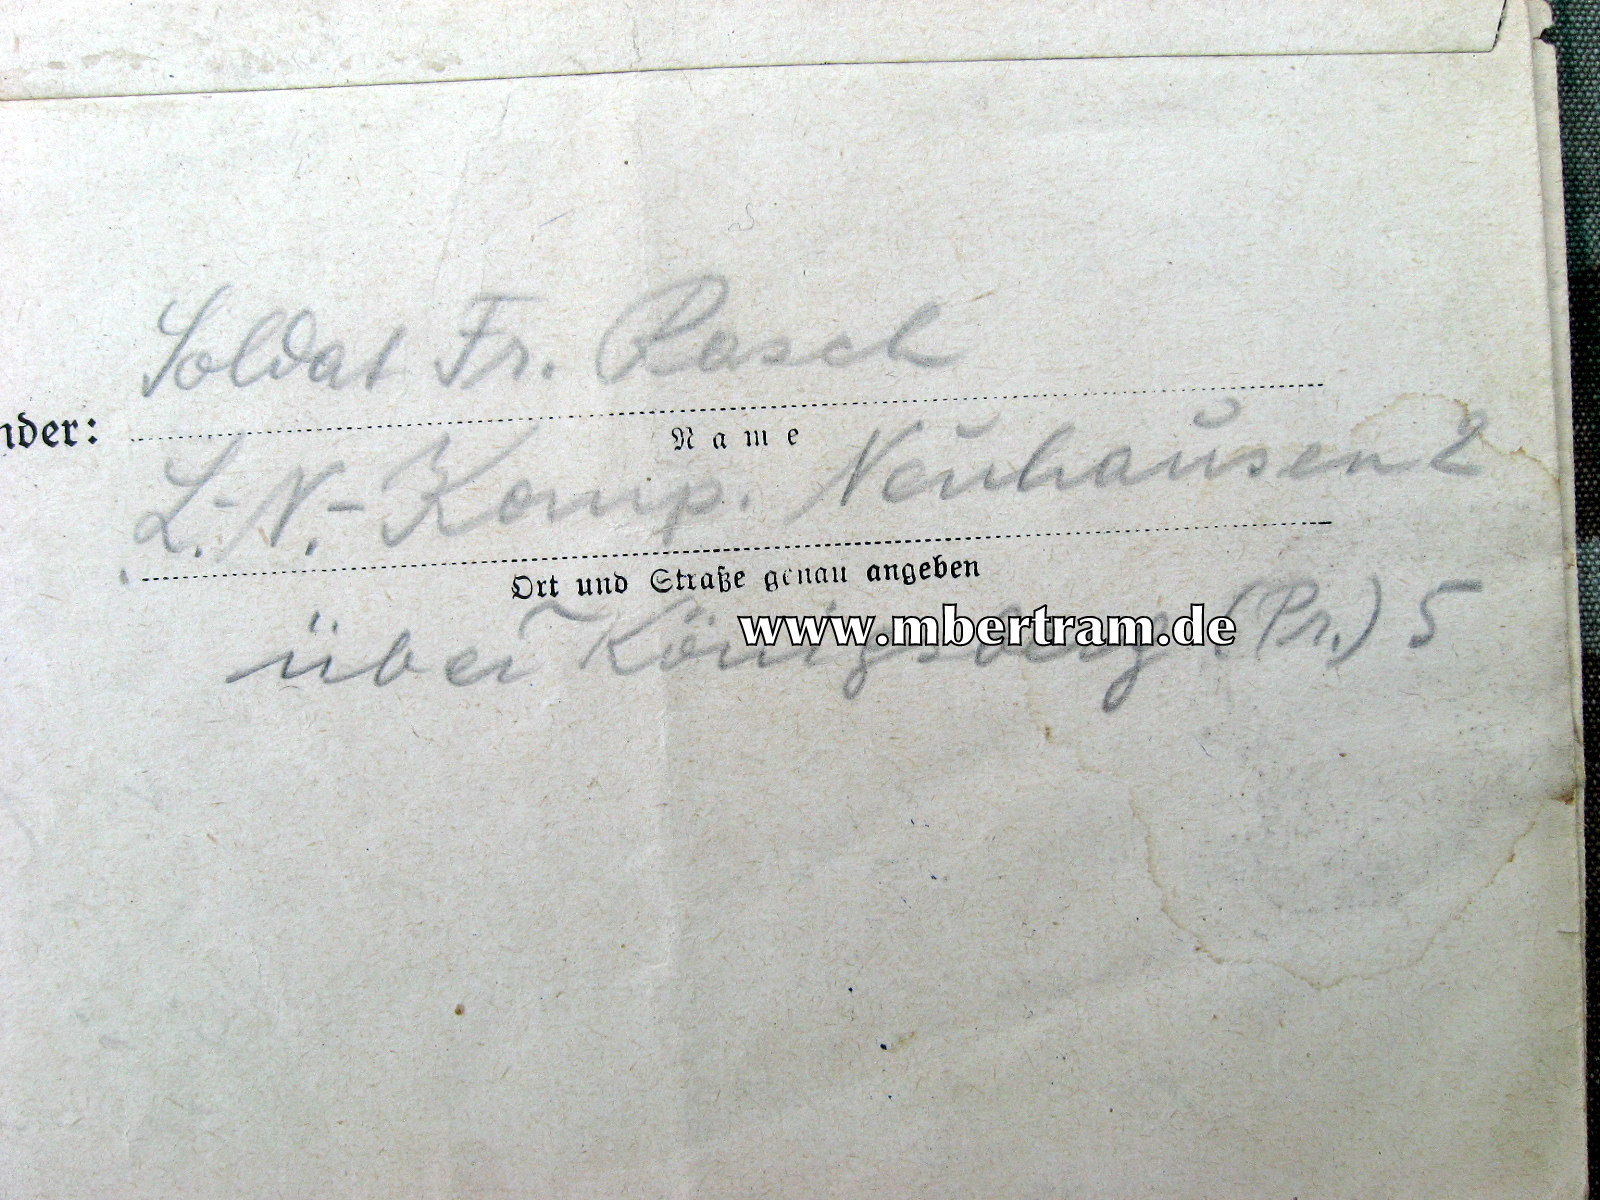 Soldat Fr. Rasch
nder:
Name
L.-N.-Komp. Neuhausen 2
Ort und Straße genau angeben
www.mbertram.de
über Königsberg (Pr.) 5